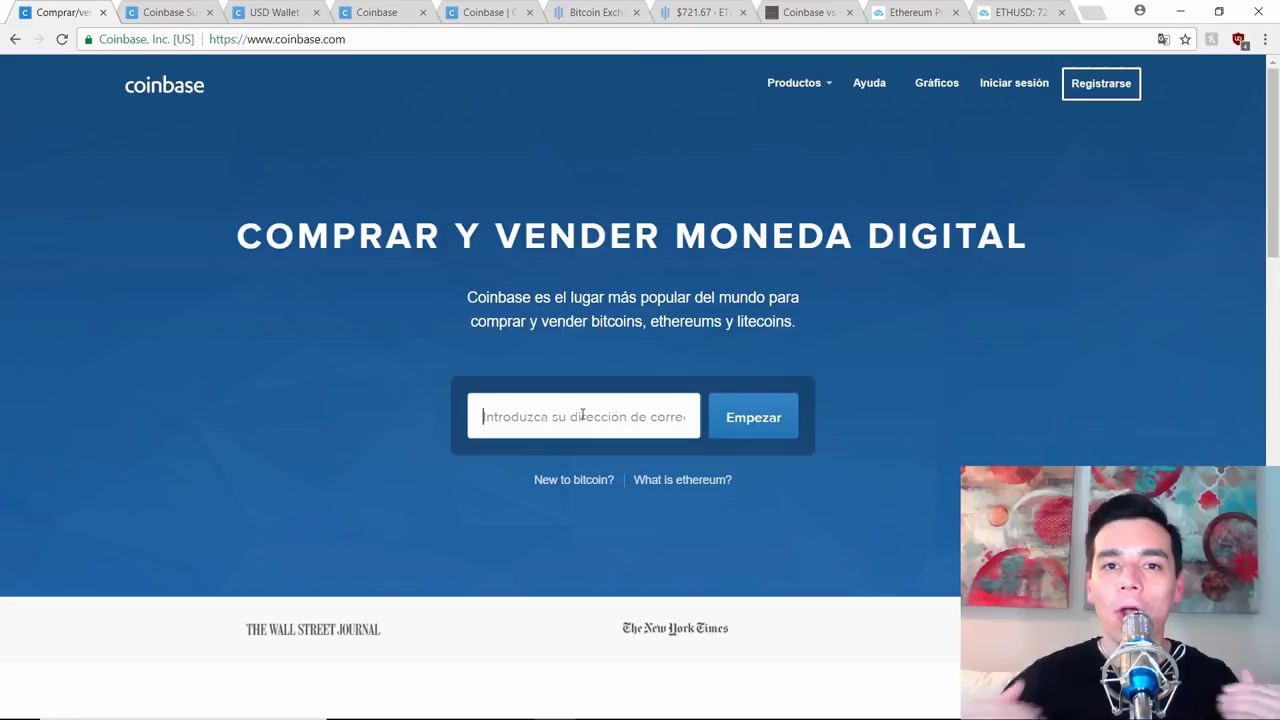 Comprar/ver
Coinbase Su
USD Wallet
Coinbase
Coinbase | C
Bitcoin Exch
$721.67 · ETH
Coinbase vs
Ethereum Pr
ETHUSD: 72
Coinbase, Inc. [US]
https://www.coinbase.com
coinbase
Productos
Ayuda
Gráficos
Iniciar sesión
Registrarse
COMPRAR Y VENDER MONEDA DIGITAL
Coinbase es el lugar más popular del mundo para
comprar y vender bitcoins, ethereums y litecoins.
Introduzca su dirección de corre
Empezar
New to bitcoin?
What is ethereum?
THE WALL STREET JOURNAL
The New York Times